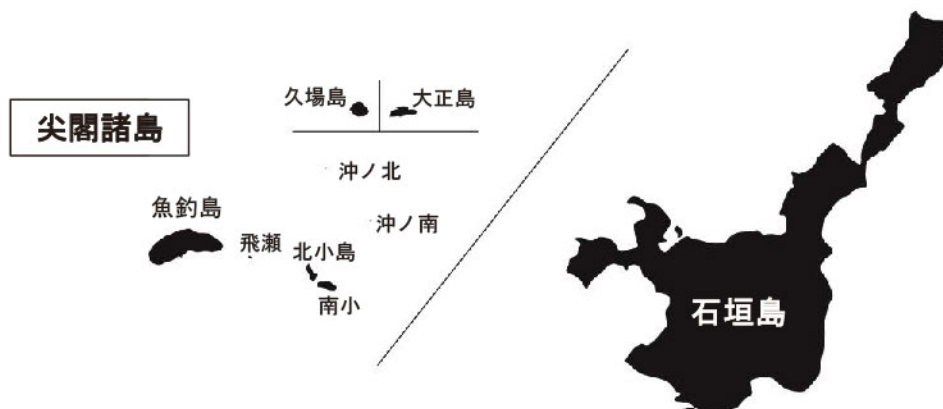 尖閣諸島
久場島
大正島
沖ノ北
沖ノ南
魚釣島
飛瀬
北小島
南小
石垣島